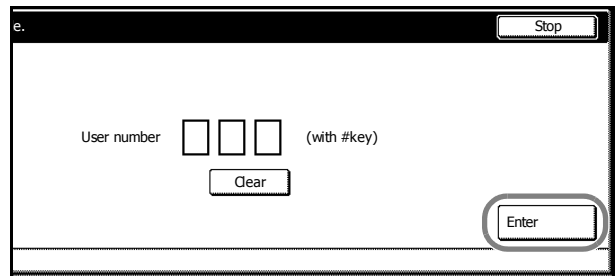 e.
Stop
User number
(with #key)
Clear
Enter